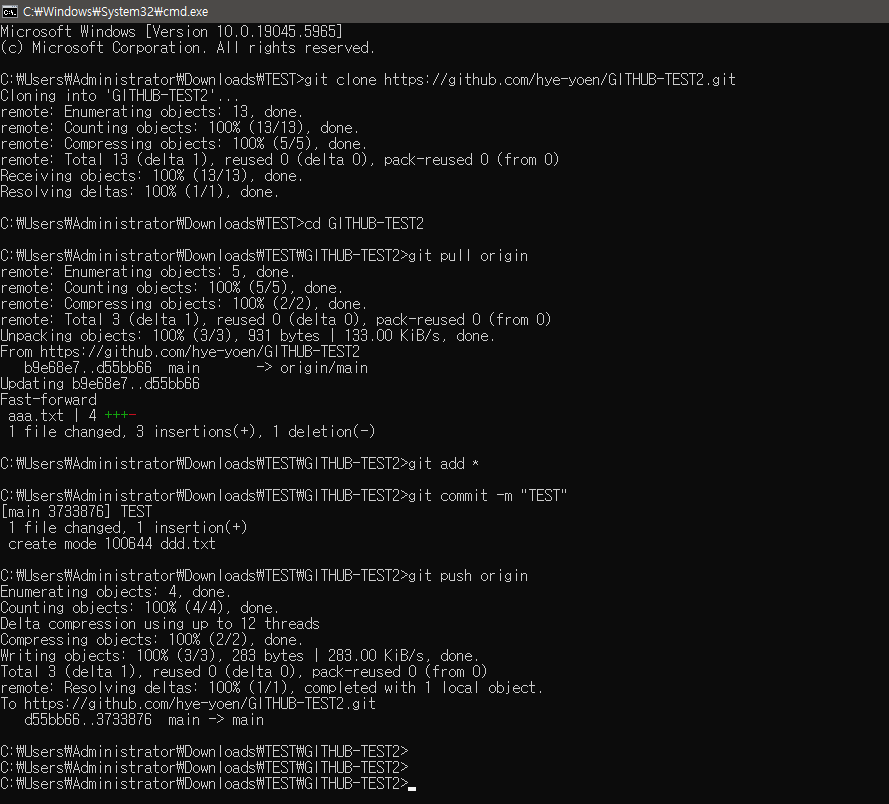 C:₩Windows₩System32₩cmd.exe
Microsoft Windows [Version 10.0.19045.5965]
(c) Microsoft Corporation. All rights reserved.
C:₩Users₩Administrator₩Downloads₩TEST>git clone https://github.com/hye-yoen/GITHUB-TEST2.git
Cloning into 'GITHUB-TEST2'...
remote: Enumerating objects: 13, done.
remote: Counting objects: 100% (13/13), done.
remote: Compressing objects: 100% (5/5), done.
remote: Total 13 (delta 1), reused 0 (delta 0), pack-reused 0 (from 0)
Receiving objects: 100% (13/13), done.
Resolving deltas: 100% (1/1), done.
C:₩Users₩Administrator₩Downloads₩TEST>cd GITHUB-TEST2
C:₩Users₩Administrator₩Downloads₩TEST₩GITHUB-TEST2>git pull origin
remote: Enumerating objects: 5, done.
remote: Counting objects: 100% (5/5), done.
remote: Compressing objects: 100% (2/2), done.
remote: Total 3 (delta 1), reused 0 (delta 0), pack-reused 0 (from 0)
Unpacking objects: 100% (3/3), 931 bytes | 133.00 KiB/s, done.
From https://github.com/hye-yoen/GITHUB-TEST2
   b9e68e7..d55bb66  main       -> origin/main
Updating b9e68e7..d55bb66
Fast-forward
 aaa.txt | 4 +++-
 1 file changed, 3 insertions(+), 1 deletion(-)
C:₩Users₩Administrator₩Downloads₩TEST₩GITHUB-TEST2>git add *
C:₩Users₩Administrator₩Downloads₩TEST₩GITHUB-TEST2>git commit -m "TEST"
[main 3733876] TEST
 1 file changed, 1 insertion(+)
 create mode 100644 ddd.txt
C:₩Users₩Administrator₩Downloads₩TEST₩GITHUB-TEST2>git push origin
Enumerating objects: 4, done.
Counting objects: 100% (4/4), done.
Delta compression using up to 12 threads
Compressing objects: 100% (2/2), done.
Writing objects: 100% (3/3), 283 bytes | 283.00 KiB/s, done.
Total 3 (delta 1), reused 0 (delta 0), pack-reused 0 (from 0)
remote: Resolving deltas: 100% (1/1), completed with 1 local object.
To https://github.com/hye-yoen/GITHUB-TEST2.git
   d55bb66..3733876  main -> main
C:₩Users₩Administrator₩Downloads₩TEST₩GITHUB-TEST2>
C:₩Users₩Administrator₩Downloads₩TEST₩GITHUB-TEST2>
C:₩Users₩Administrator₩Downloads₩TEST₩GITHUB-TEST2>